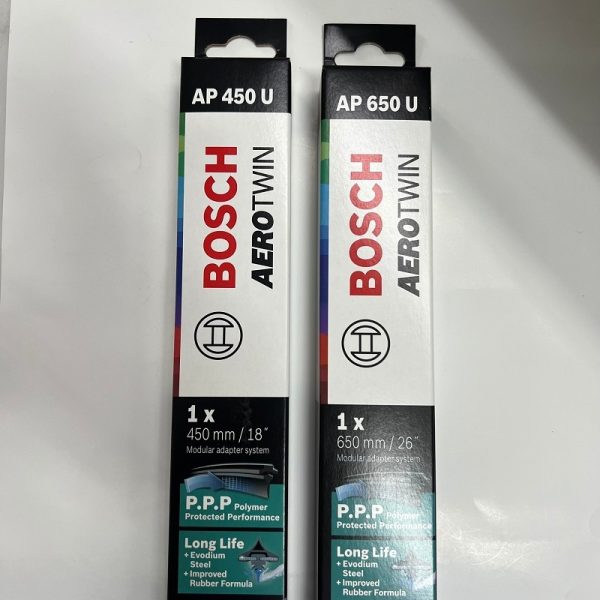 AP 450 U
BOSCH
AEROTWIN
1 x
450 mm / 18"
Modular adapter system
P.P.P Polymer
Protected Performance
Long Life
+ Evodium
Steel
+ Improved
Rubber Formula
AP 650 U
BOSCH
AEROTWIN
1 x
650 mm / 26"
Modular adapter system
P.P.P Polymer
Protected Performance
Long Life
+ Evodium
Steel
+ Improved
Rubber Formula